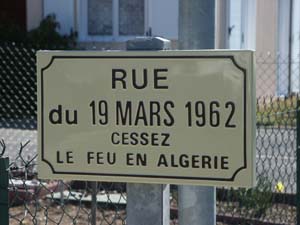 RUE
du 19 MARS 1962
CESSEZ
LE FEU EN ALGERIE